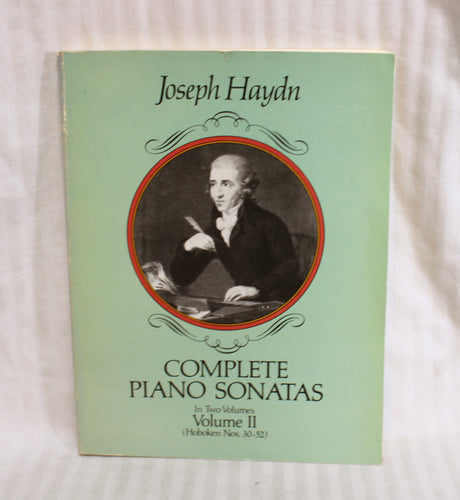 Joseph Haydn
COMPLETE
PIANO SONATAS
In Two Volumes
Volume II
(Hoboken Nos. 30-52)